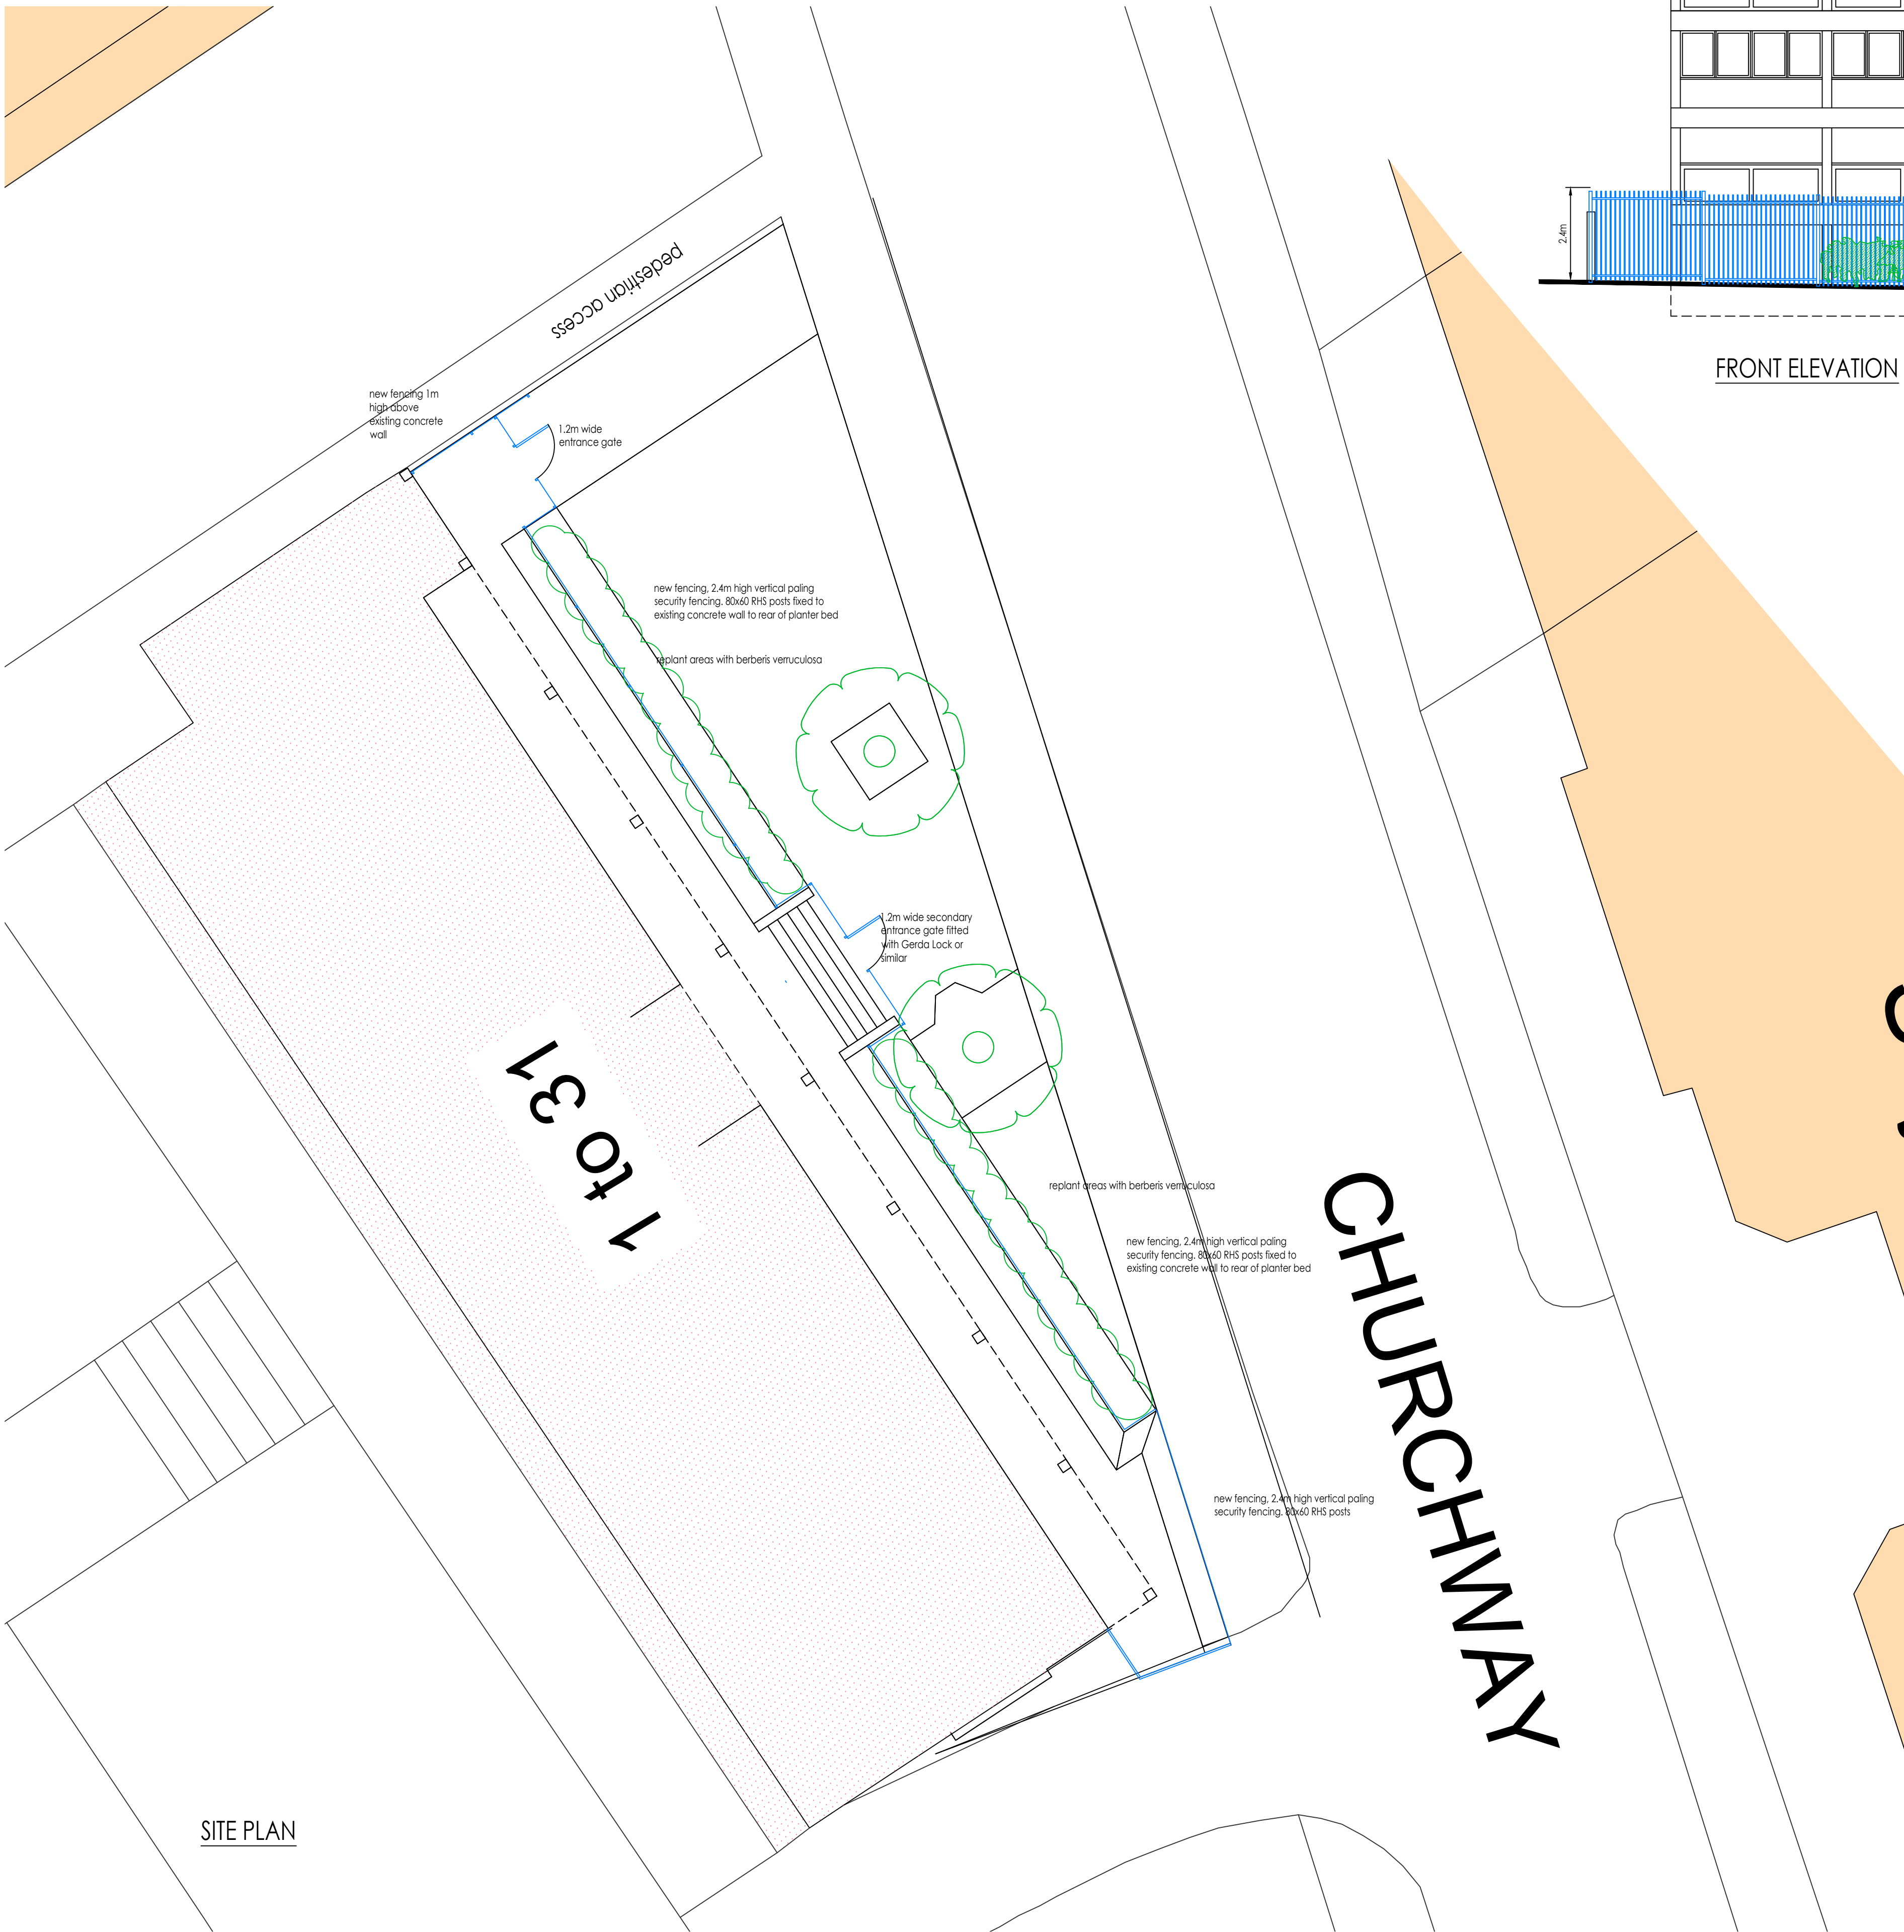 2.4m
FRONT ELEVATION
pedestrian access
new fencing 1m
high above
existing concrete
wall
1.2m wide
entrance gate
new fencing, 2.4m high vertical paling
security fencing. 80x60 RHS posts fixed to
existing concrete wall to rear of planter bed
replant areas with berberis verruculosa
1.2m wide secondary
entrance gate fitted
with Gerda Lock or
similar
1 to 31
replant areas with berberis verruculosa
new fencing, 2.4m high vertical paling
security fencing. 80x60 RHS posts fixed to
existing concrete wall to rear of planter bed
CHURCHWAY
new fencing, 2.4m high vertical paling
security fencing. 80x60 RHS posts
SITE PLAN